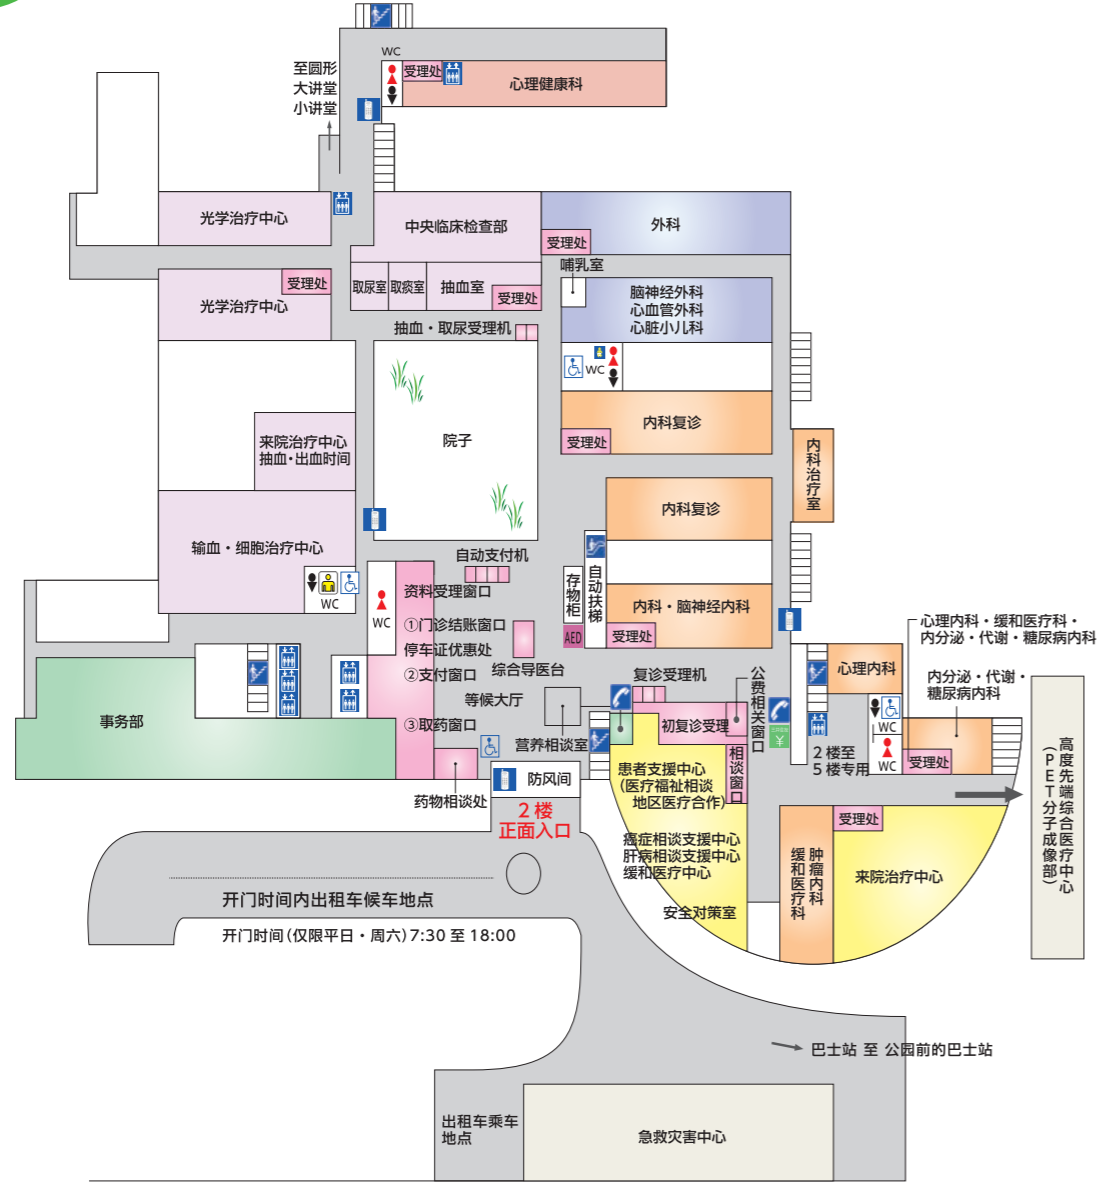 WC
至圆形
大讲堂
小讲堂
受理处
心理健康科
光学治疗中心
中央临床检查部
外科
受理处
哺乳室
受理处
光学治疗中心
取尿室
取痰室
抽血室
受理处
脑神经外科
心血管外科
心脏小儿科
抽血・取尿受理机
WC
院子
内科复诊
受理处
来院治疗中心
抽血・出血时间
内科治疗室
内科复诊
输血・细胞治疗中心
自动支付机
WC
资料受理窗口
存物柜
自动扶梯
内科・脑神经内科
受理处
AED
WC
①门诊结账窗口
停车证优惠处
综合导医台
②支付窗口
心理内科・缓和医疗科・
内分泌・代谢・糖尿病内科
心理内科
内分泌・代谢・
糖尿病内科
复诊受理机
公费相关窗口
等候大厅
事务部
③取药窗口
营养相谈室
初复诊受理
¥
WC
WC
2 楼至
5 楼专用
受理处
高度先端综合医疗中心
（PET分子成像部）
防风间
药物相谈处
2 楼
正面入口
患者支援中心
（医疗福祉相谈
地区医疗合作）
相谈窗口
癌症相谈支援中心
肝病相谈支援中心
缓和医疗中心
安全对策室
受理处
肿瘤内科
缓和医疗科
来院治疗中心
开门时间内出租车候车地点
开门时间（仅限平日・周六）7:30 至 18:00
巴士站 至 公园前的巴士站
出租车乘车
地点
急救灾害中心